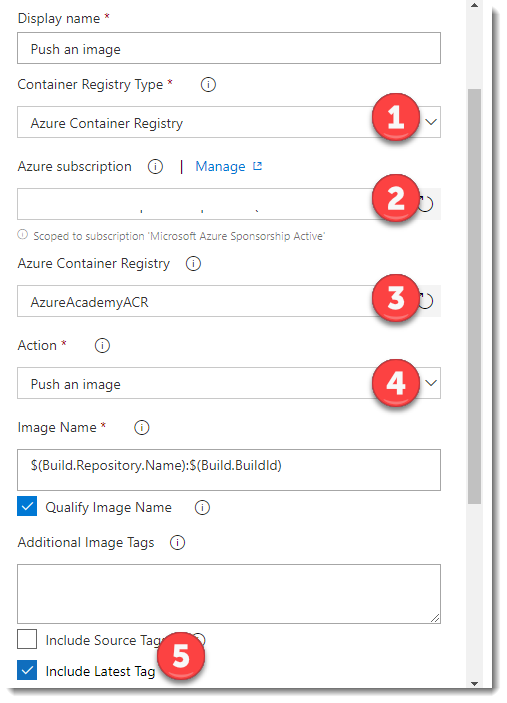 Display name *
Push an image
Container Registry Type *
Azure Container Registry
1
Azure subscription | Manage
2
Scoped to subscription 'Microsoft Azure Sponsorship Active'
Azure Container Registry
AzureAcademyACR
3
Action *
Push an image
4
Image Name *
$(Build.Repository.Name):$(Build.BuildId)
Qualify Image Name
Additional Image Tags
Include Source Tags
5
Include Latest Tag